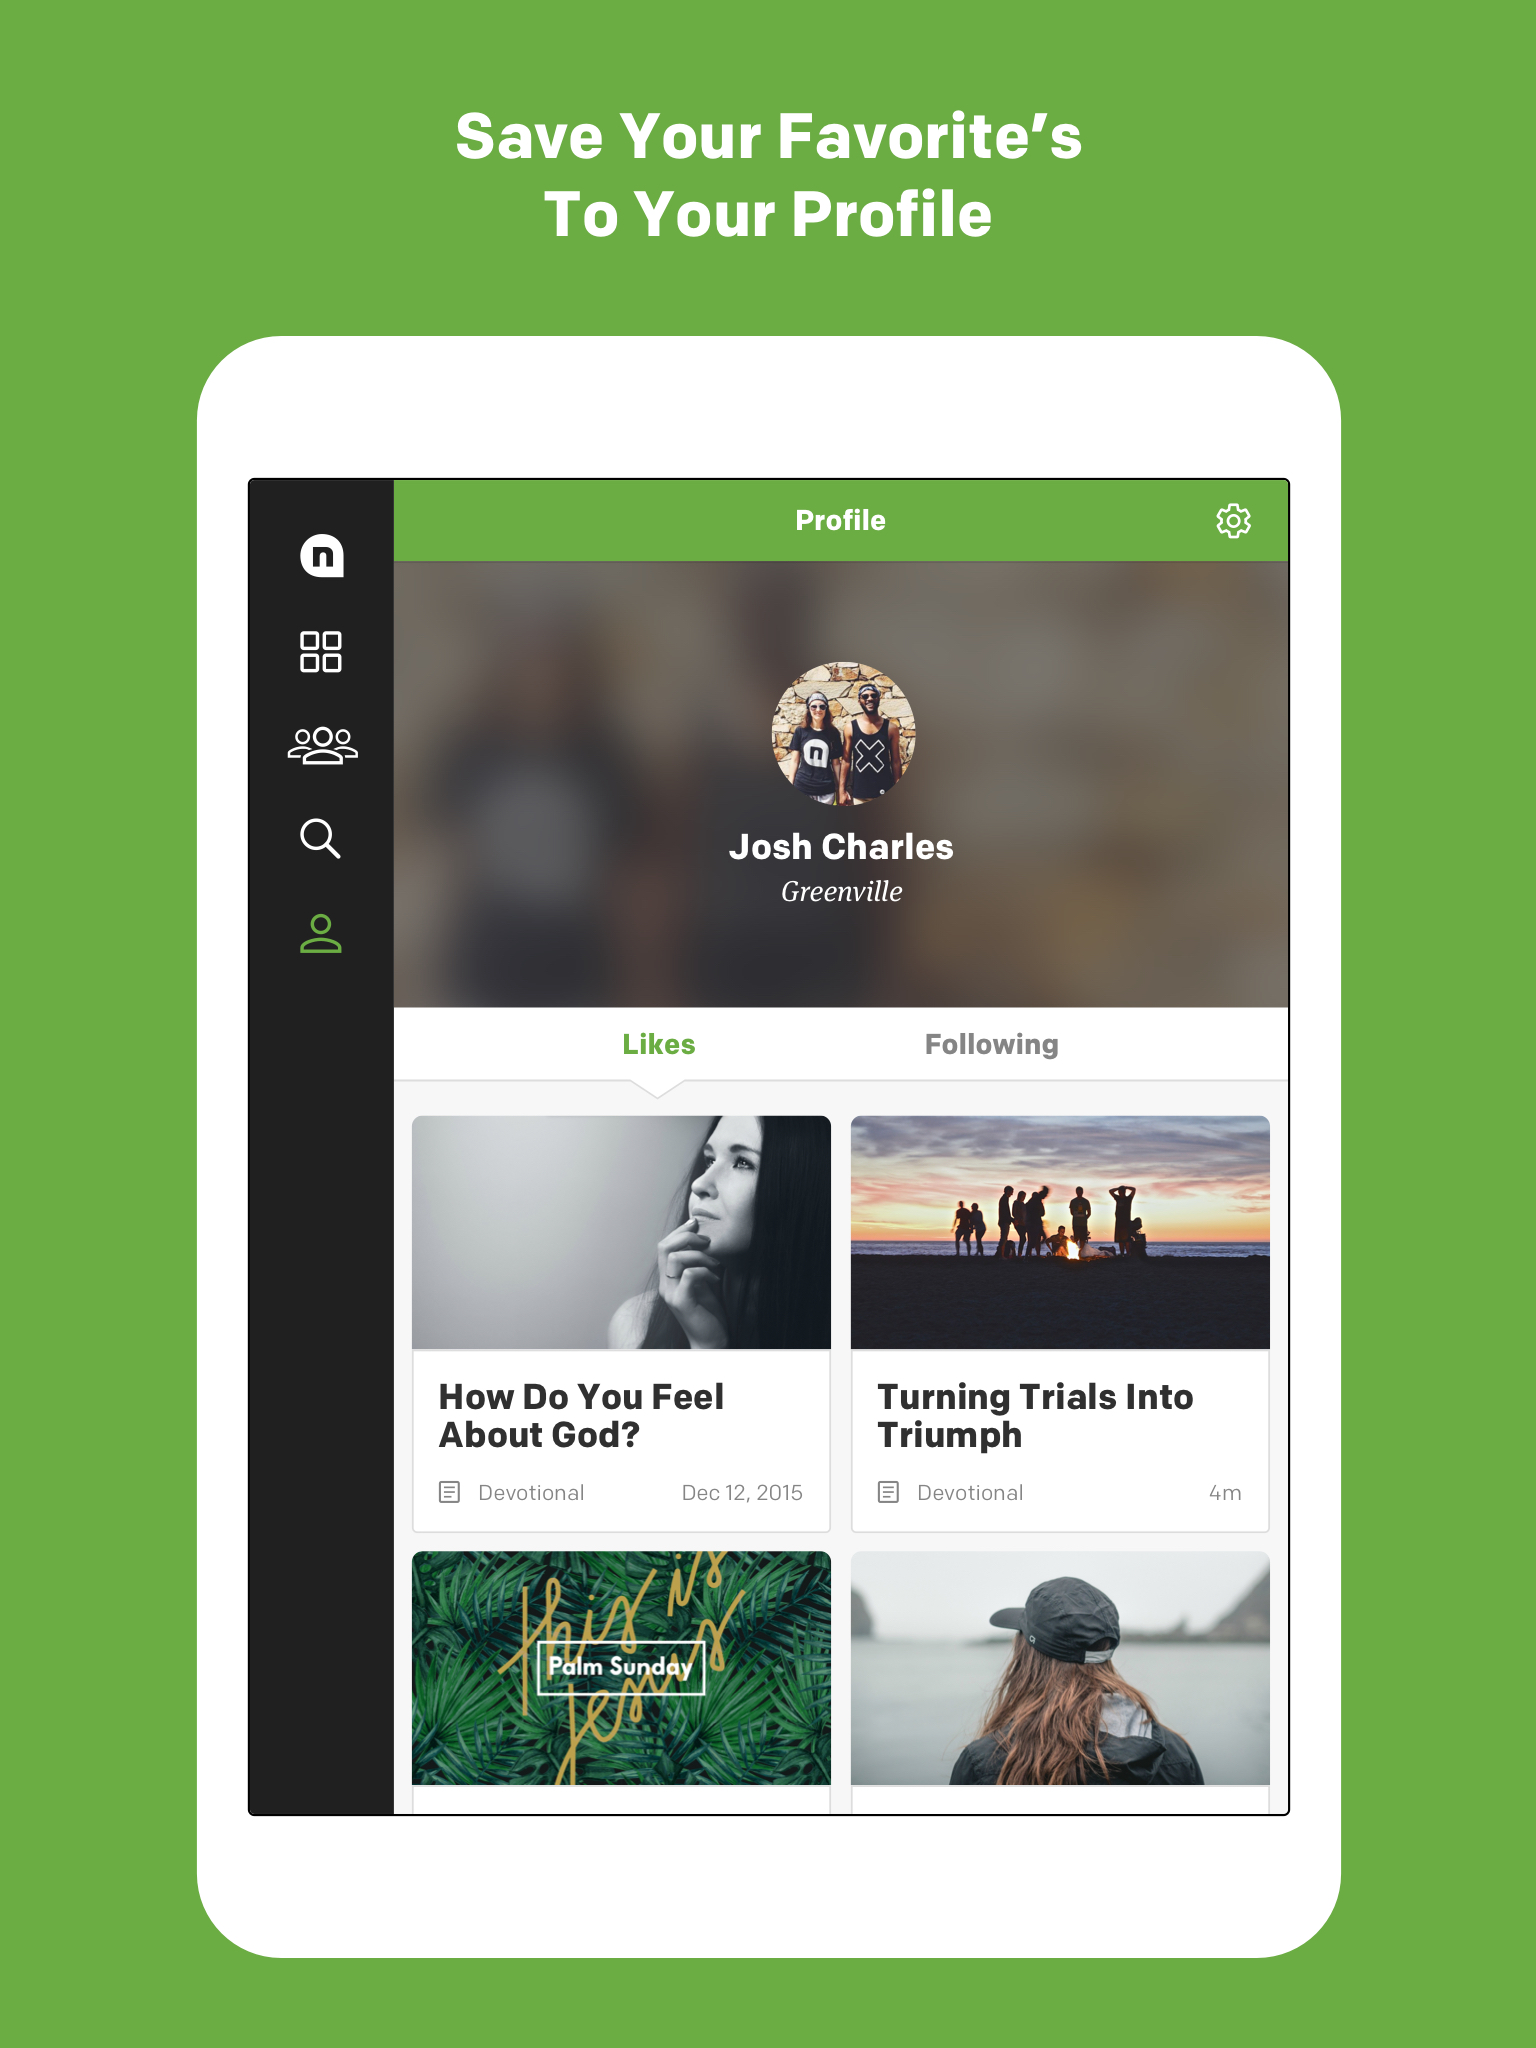 Save Your Favorite’s
To Your Profile
n
Profile
n
Josh Charles
Greenville
Likes
Following
How Do You Feel
About God?
Devotional
Dec 12, 2015
Turning Trials Into
Triumph
Devotional
4m
this is
Palm Sunday
jesus